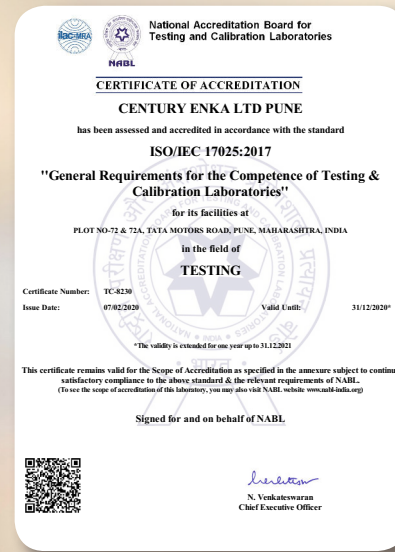 ilac-MRA
NABL
National Accreditation Board for
Testing and Calibration Laboratories
CERTIFICATE OF ACCREDITATION
CENTURY ENKA LTD PUNE
has been assessed and accredited in accordance with the standard
ISO/IEC 17025:2017
"General Requirements for the Competence of Testing &
Calibration Laboratories"
for its facilities at
PLOT NO-72 & 72A, TATA MOTORS ROAD, PUNE, MAHARASHTRA, INDIA
in the field of
TESTING
Certificate Number: TC-8230
Issue Date: 07/02/2020 Valid Until: 31/12/2020*
*The validity is extended for one year up to 31.12.2021
This certificate remains valid for the Scope of Accreditation as specified in the annexure subject to continu
satisfactory compliance to the above standard & the relevant requirements of NABL.
(To see the scope of accreditation of this laboratory, you may also visit NABL website www.nabl-india.org)
Signed for and on behalf of NABL
N. Venkateswaran
Chief Executive Officer